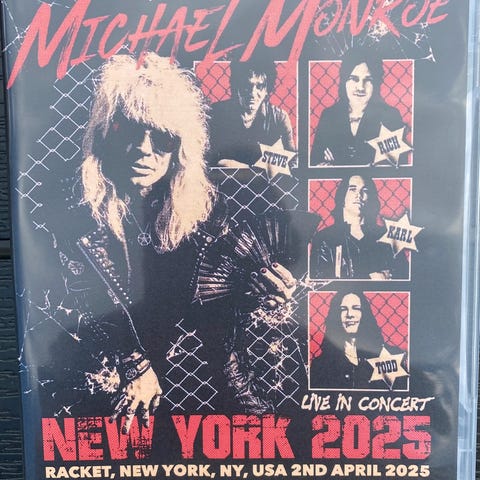 MICHAEL MONROE
STEVE
RICH
KARL
TODD
LIVE IN CONCERT
NEW YORK 2025
RACKET, NEW YORK, NY, USA 2ND APRIL 2025